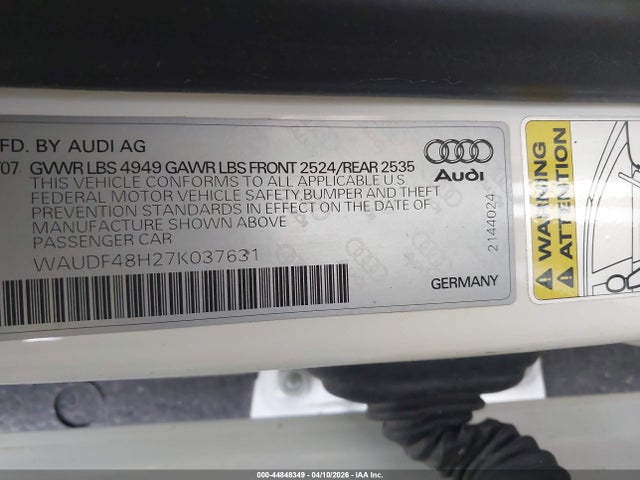 FD. BY AUDI AG
/07 GVWR LBS 4949 GAWR LBS FRONT 2524/REAR 2535
THIS VEHICLE CONFORMS TO ALL APPLICABLE U.S.
FEDERAL MOTOR VEHICLE SAFETY BUMPER AND THEFT
PREVENTION STANDARDS IN EFFECT ON THE DATE OF
MANUFACTURE SHOWN ABOVE
PASSENGER CAR
WAUDF48H27K037631
Audi
2144024
GERMANY
WARNING
ATTENTION
000-44848349 - 04/10/2026 - IAA Inc.